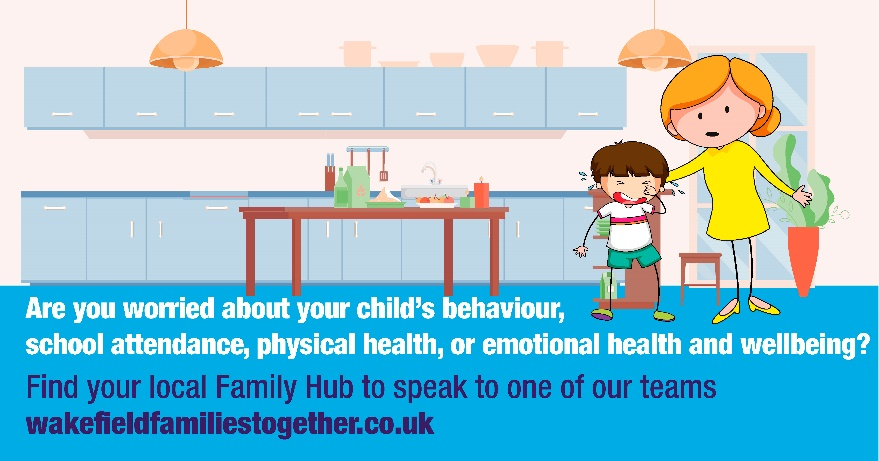 Are you worried about your child's behaviour,
school attendance, physical health, or emotional health and wellbeing?
Find your local Family Hub to speak to one of our teams
wakefieldfamiliestogether.co.uk